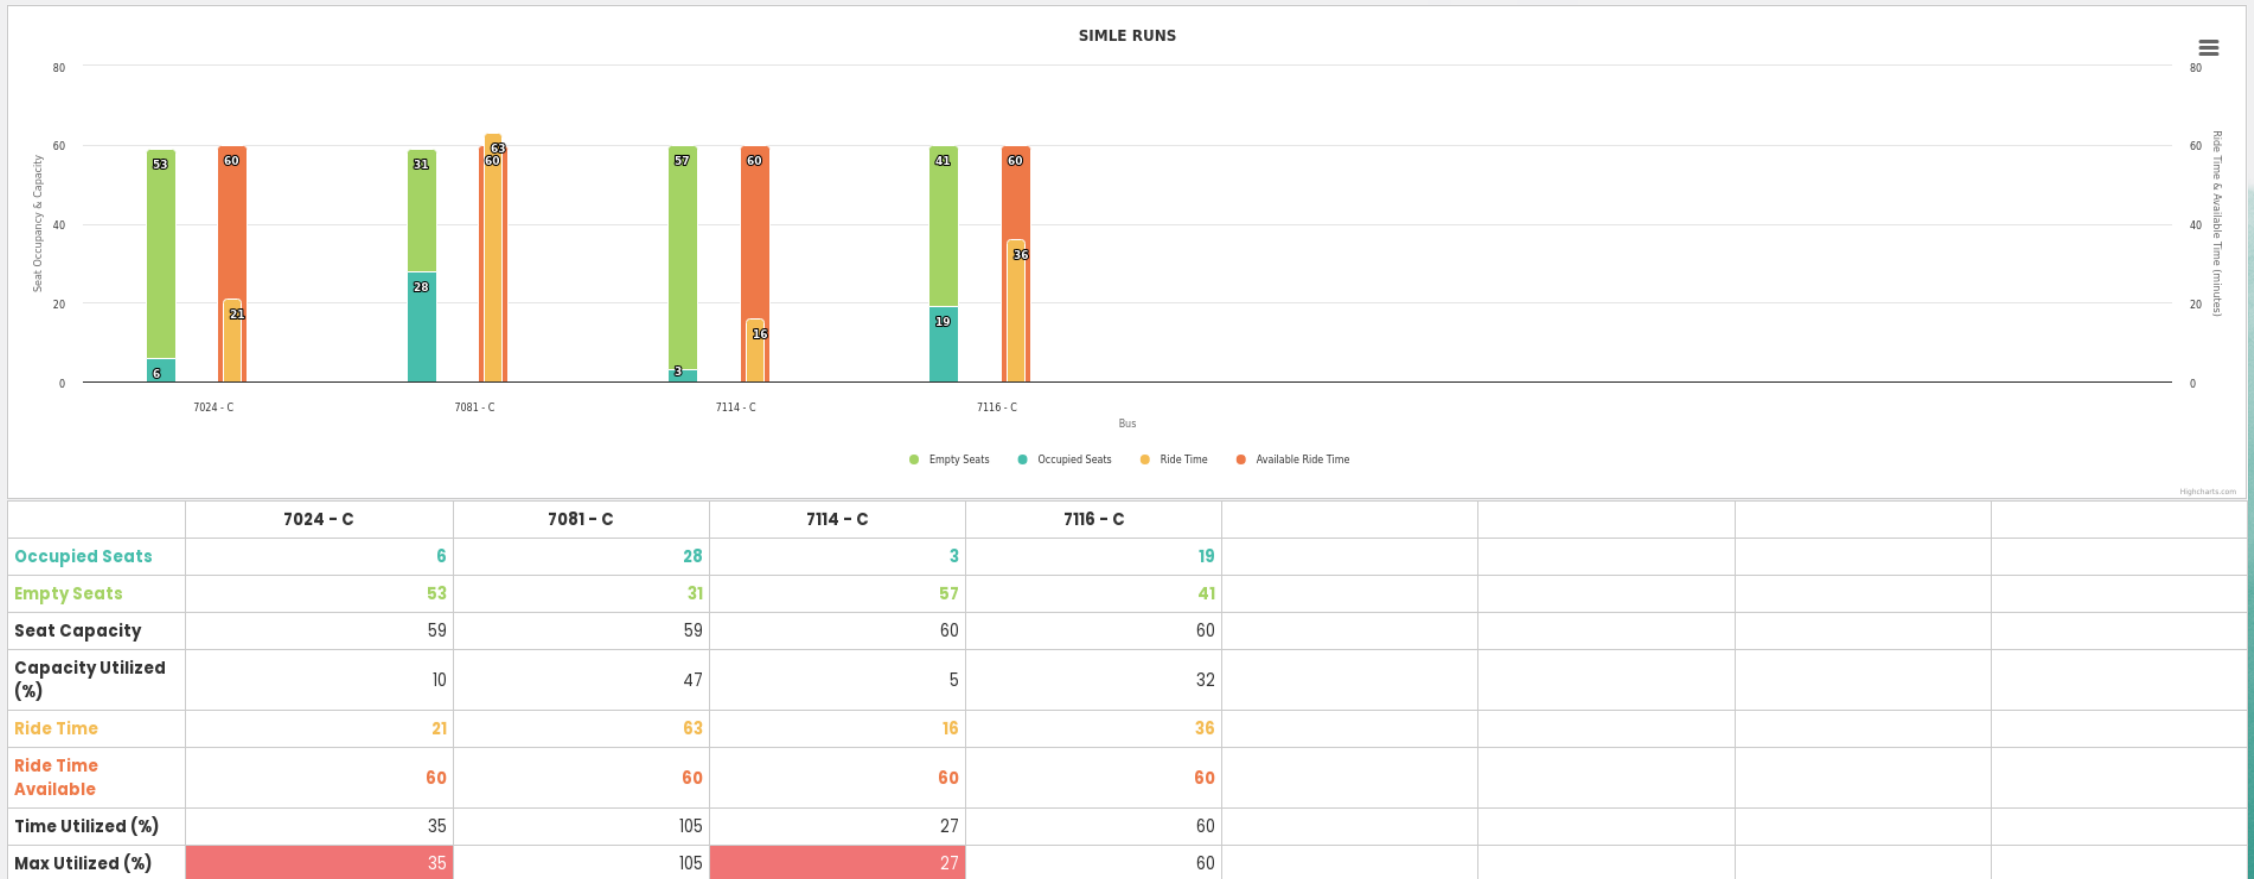 SIMLE RUNS
80
80
60
60
40
40
20
20
0
0
Seat Occupancy & Capacity
Ride Time & Available Time (minutes)
53
60
31
63
60
57
60
41
60
21
28
16
19
36
6
3
7024 - C
7081 - C
7114 - C
7116 - C
Bus
Empty Seats
Occupied Seats
Ride Time
Available Ride Time
Highcharts.com
7024 - C 7081 - C 7114 - C 7116 - C
Occupied Seats 6 28 3 19
Empty Seats 53 31 57 41
Seat Capacity 59 59 60 60
Capacity Utilized
(%) 10 47 5 32
Ride Time 21 63 16 36
Ride Time
Available 60 60 60 60
Time Utilized (%) 35 105 27 60
Max Utilized (%) 35 105 27 60